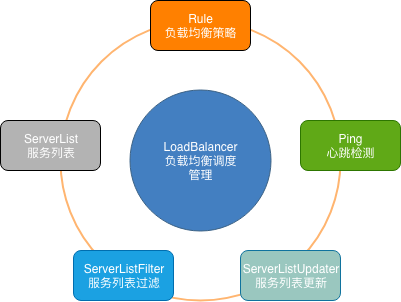 Rule
负载均衡策略
ServerList
服务列表
LoadBalancer
负载均衡调度
管理
Ping
心跳检测
ServerListFilter
服务列表过滤
ServerListUpdater
服务列表更新